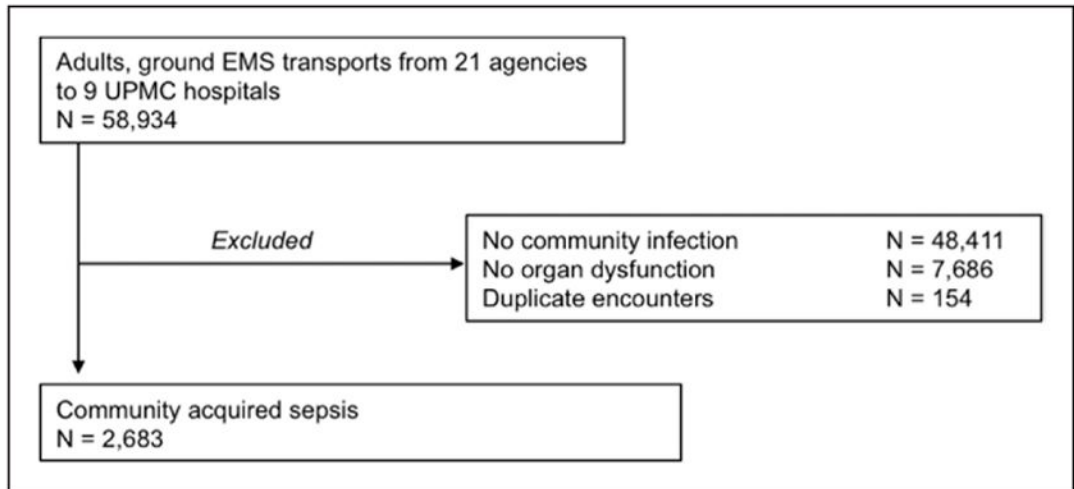 Adults, ground EMS transports from 21 agencies
to 9 UPMC hospitals
N = 58,934
Excluded
No community infection N = 48,411
No organ dysfunction N = 7,686
Duplicate encounters N = 154
Community acquired sepsis
N = 2,683